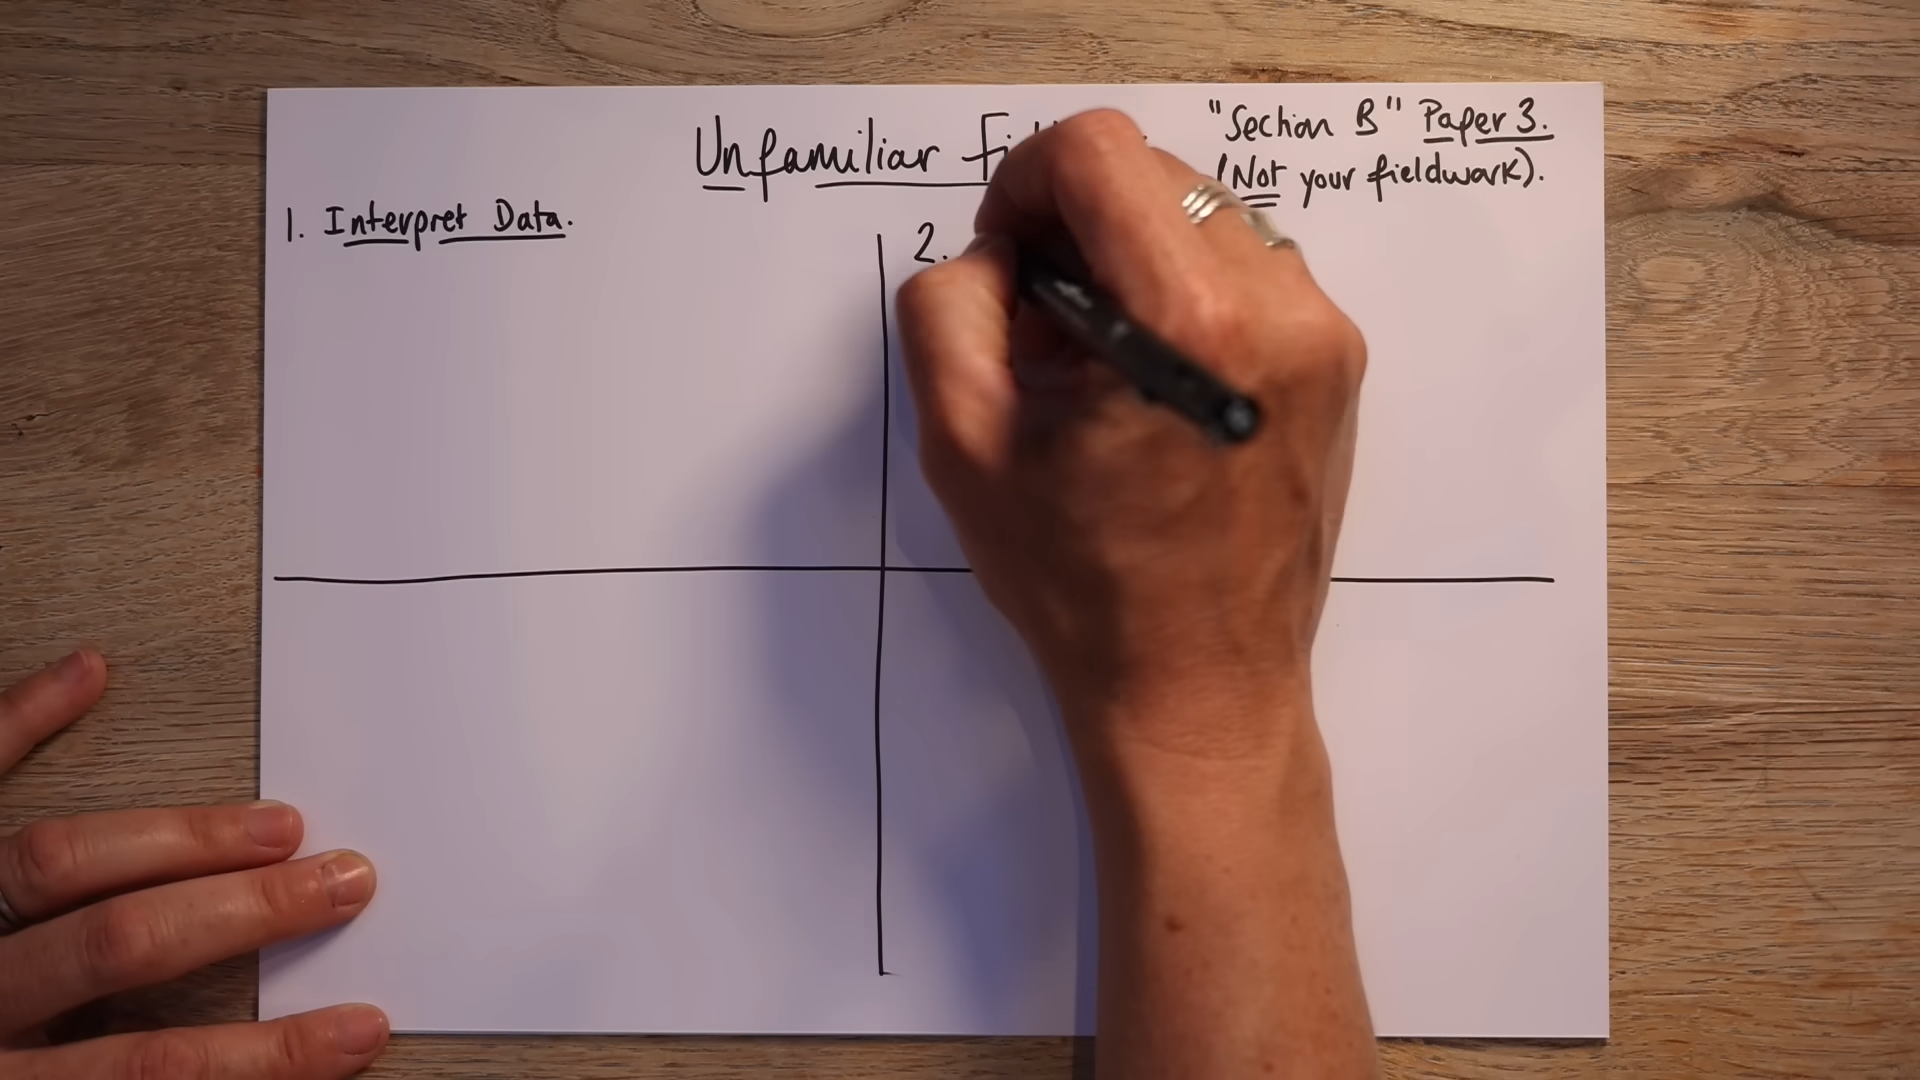 Unfamiliar
"Section B" Paper 3.
(Not your fieldwork).
1. Interpret Data.
2.